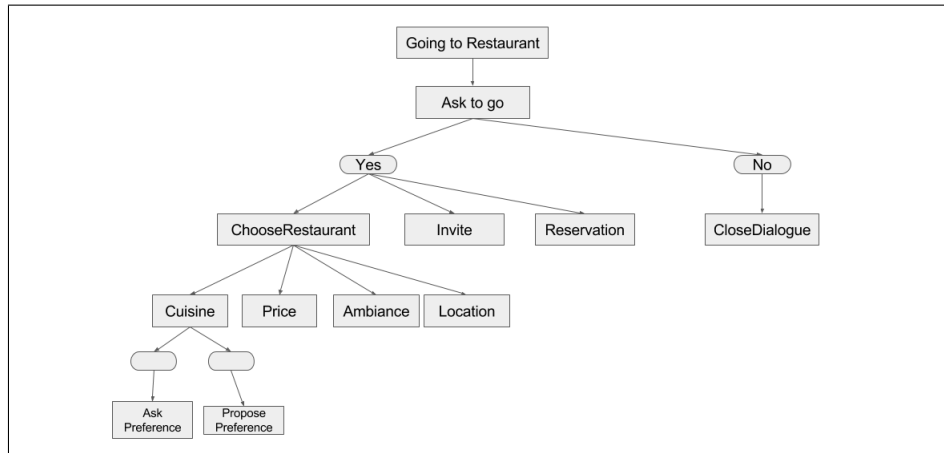 Going to Restaurant
Ask to go
Yes
No
ChooseRestaurant
Invite
Reservation
CloseDialogue
Cuisine
Price
Ambiance
Location
Ask
Preference
Propose
Preference